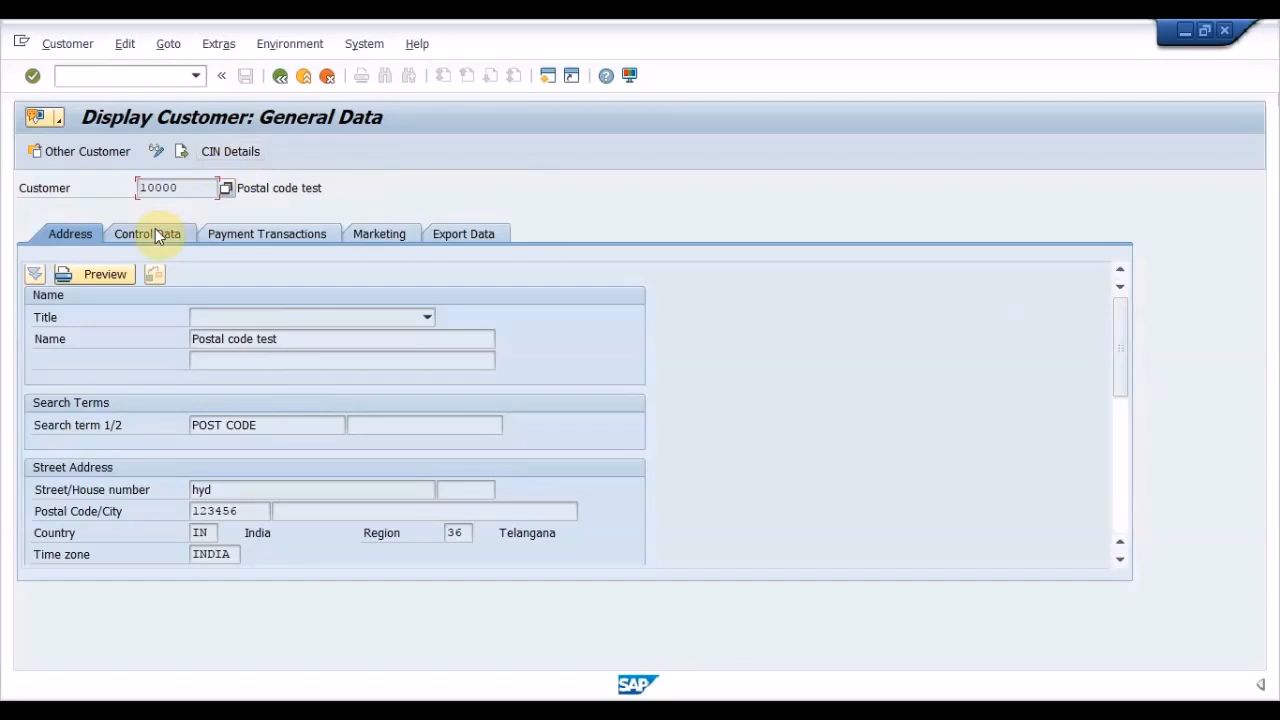 Customer Edit Goto Extras Environment System Help
Display Customer: General Data
Other Customer CIN Details
Customer 10000 Postal code test
Address Control Data Payment Transactions Marketing Export Data
Preview
Name
Title
Name Postal code test
Search Terms
Search term 1/2 POST CODE
Street Address
Street/House number hyd
Postal Code/City 123456
Country IN India Region 36 Telangana
Time zone INDIA
SAP